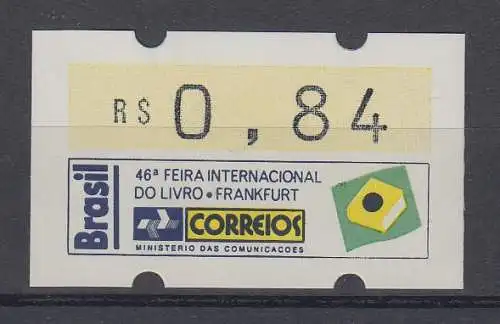 R$ 0,84
Brasil
46ª FEIRA INTERNACIONAL
DO LIVRO • FRANKFURT
CORREIOS
MINISTERIO DAS COMUNICACOES